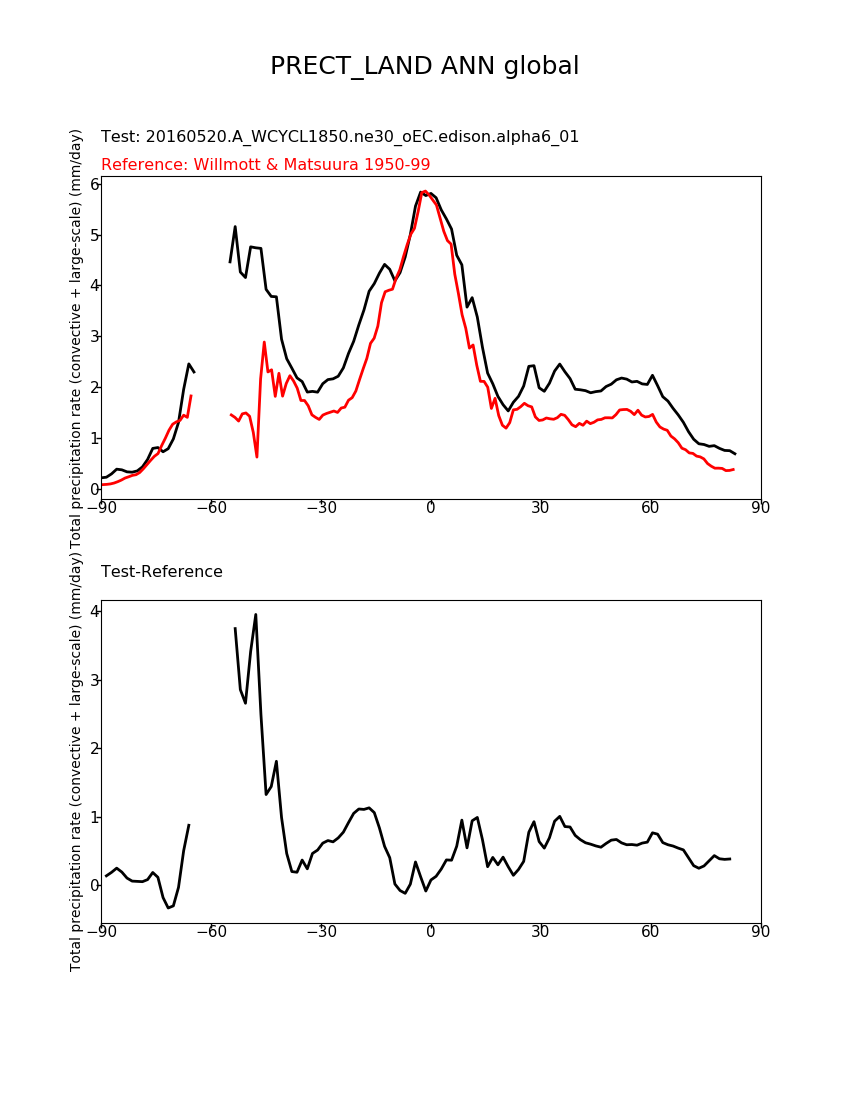 PRECT_LAND ANN global
Test: 20160520.A_WCYCL1850.ne30_oEC.edison.alpha6_01
Reference: Willmott & Matsuura 1950-99
Total precipitation rate (convective + large-scale) (mm/day)
6
5
4
3
2
1
0
−90 −60 −30 0 30 60 90
Test-Reference
Total precipitation rate (convective + large-scale) (mm/day)
4
3
2
1
0
−90 −60 −30 0 30 60 90